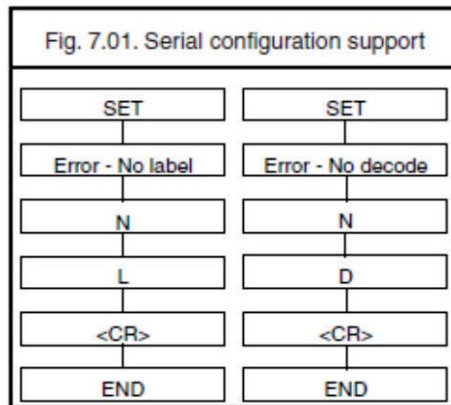 Fig. 7.01. Serial configuration support
SET
Error - No label
N
L
<CR>
END
SET
Error - No decode
N
D
<CR>
END